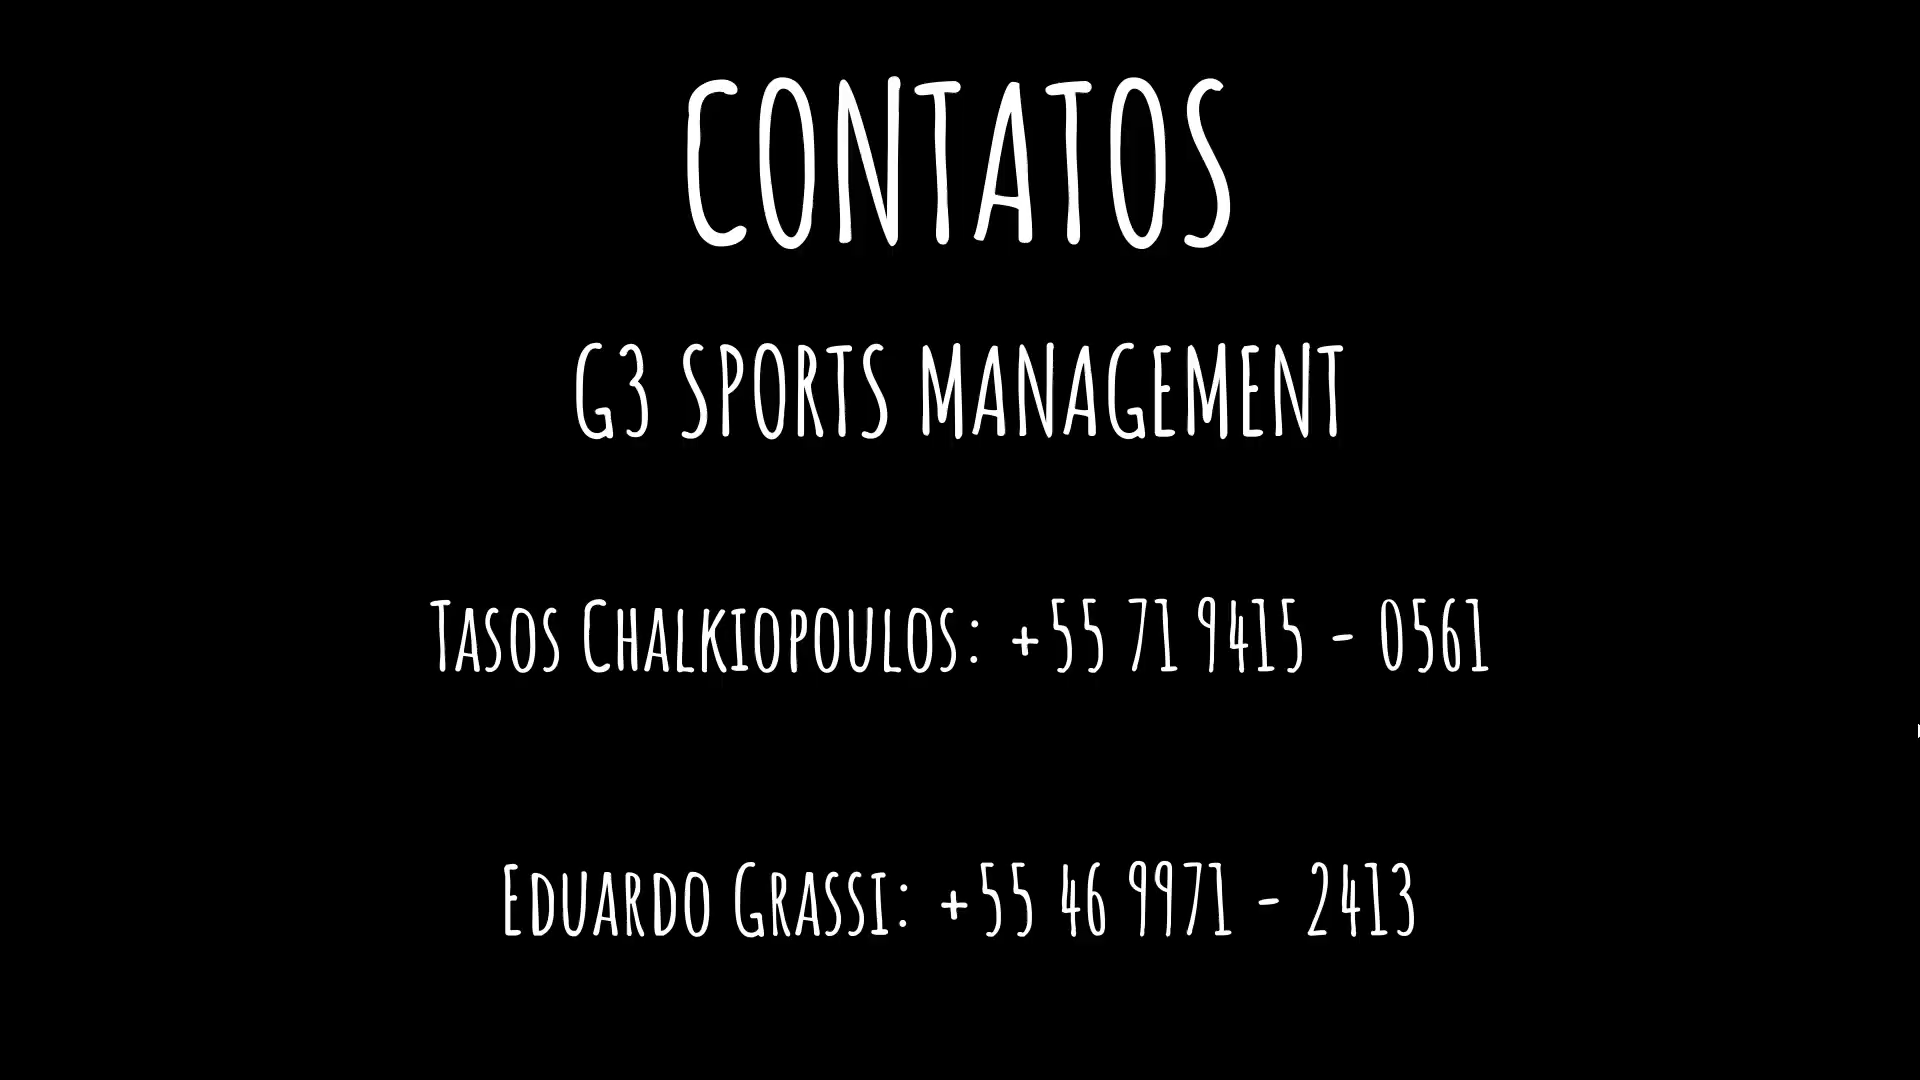 CONTATOS
G3 SPORTS MANAGEMENT
Tasos Chalkiopoulos: +55 71 9415 - 0561
Eduardo Grassi: +55 46 9971 - 2413